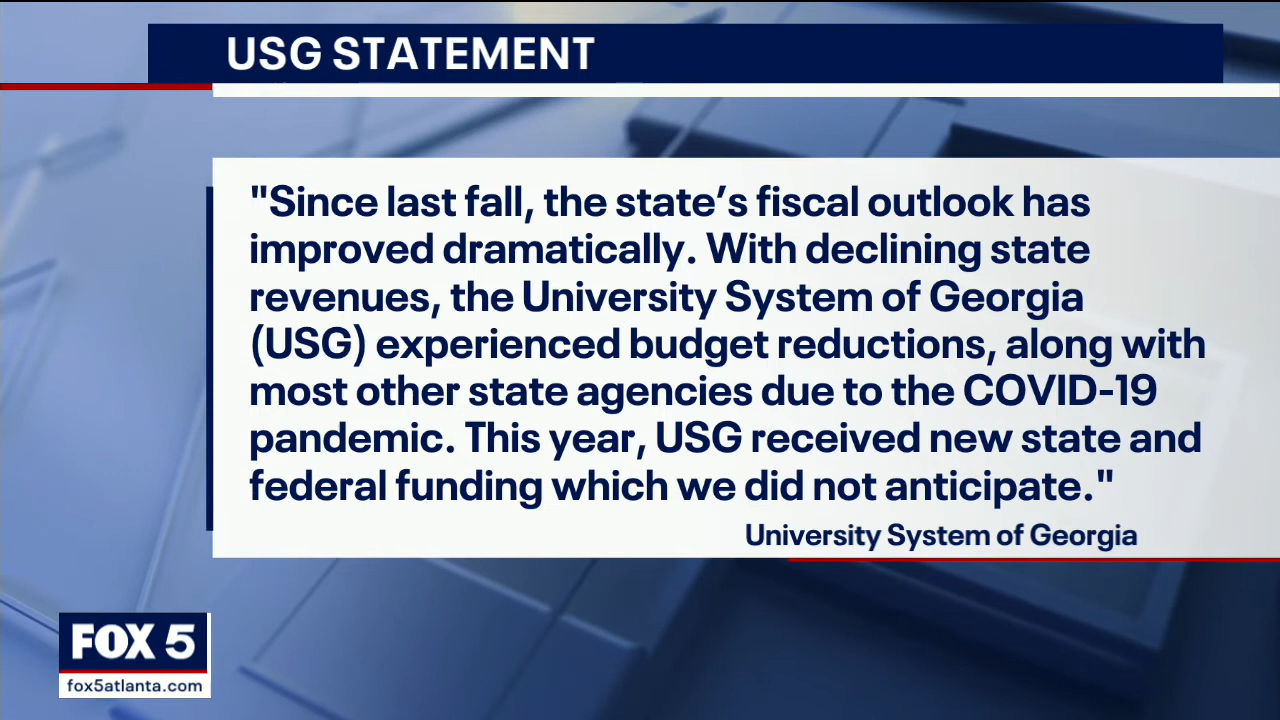 USG STATEMENT
"Since last fall, the state’s fiscal outlook has
improved dramatically. With declining state
revenues, the University System of Georgia
(USG) experienced budget reductions, along with
most other state agencies due to the COVID-19
pandemic. This year, USG received new state and
federal funding which we did not anticipate."
University System of Georgia
FOX 5
fox5atlanta.com